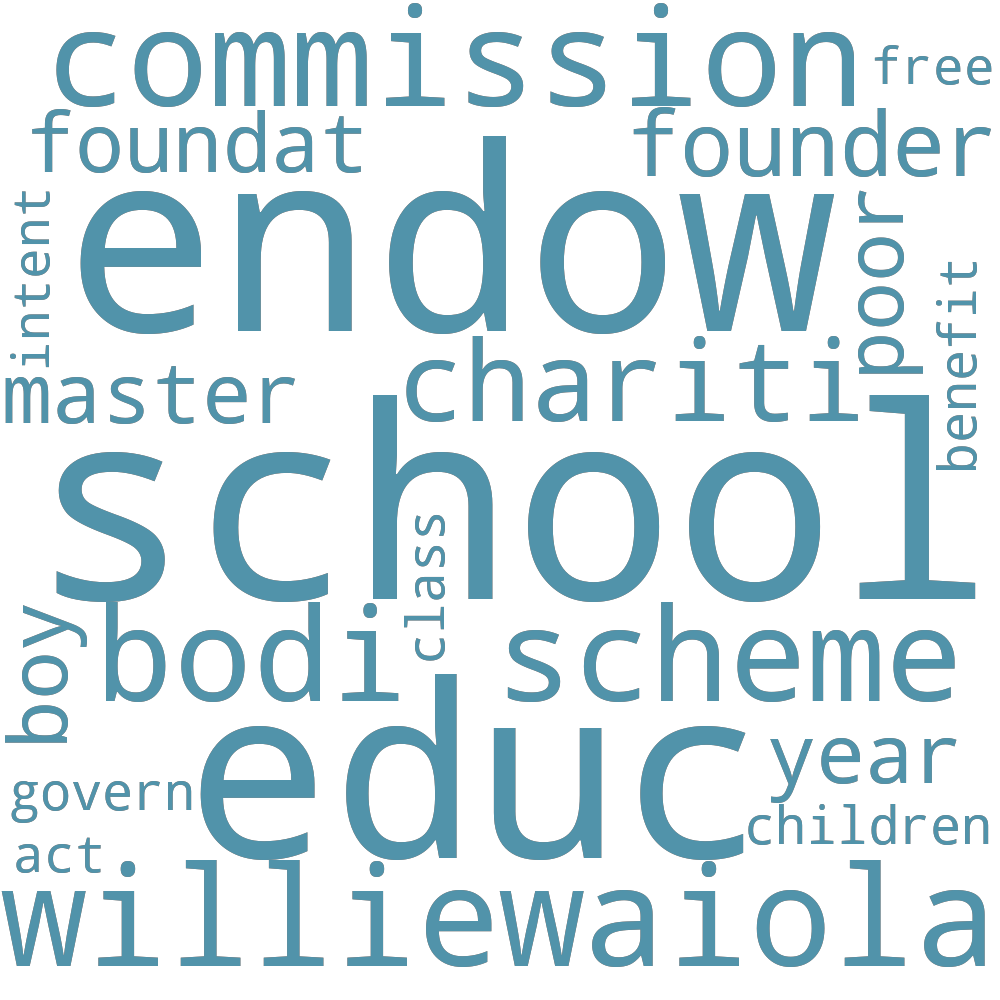 commission
free
foundat
founder
endow
intent
poor
benefit
chariti
master
school
class
bodi
scheme
boy
educ
year
govern
children
act
williewaiola